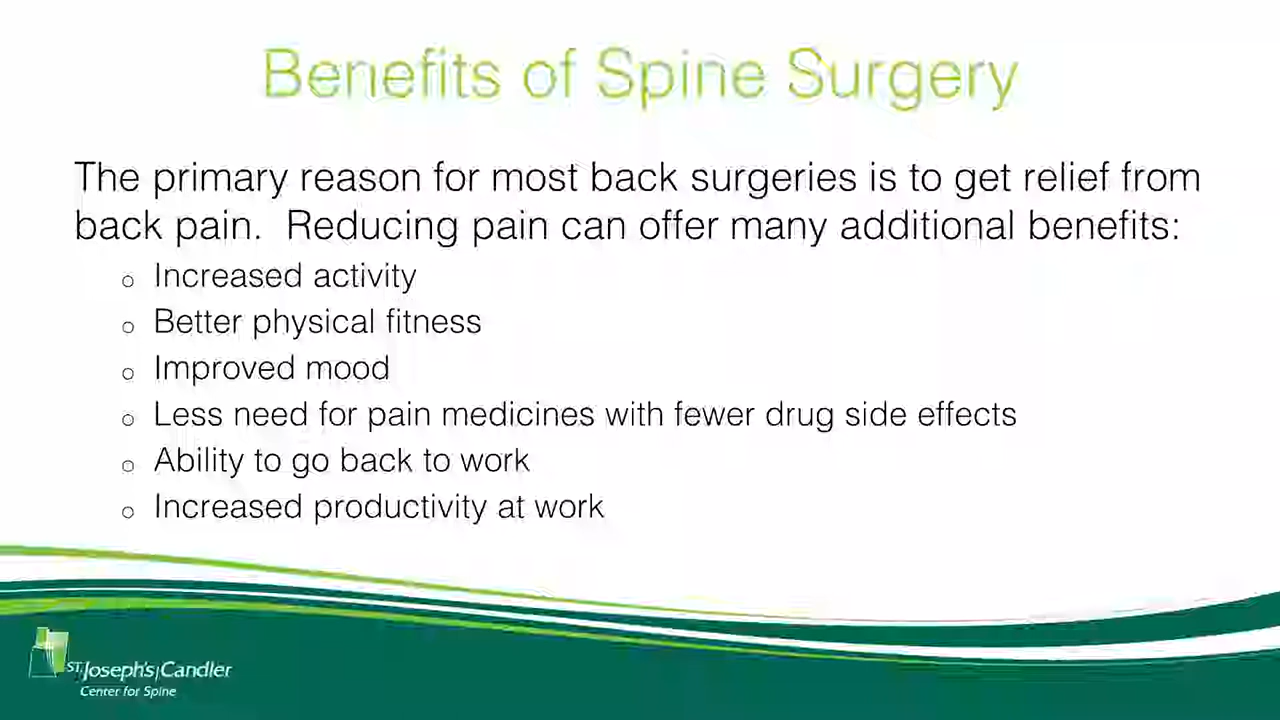 Benefits of Spine Surgery
The primary reason for most back surgeries is to get relief from
back pain.  Reducing pain can offer many additional benefits:
o Increased activity
o Better physical fitness
o Improved mood
o Less need for pain medicines with fewer drug side effects
o Ability to go back to work
o Increased productivity at work
ST. Joseph's|Candler
Center for Spine